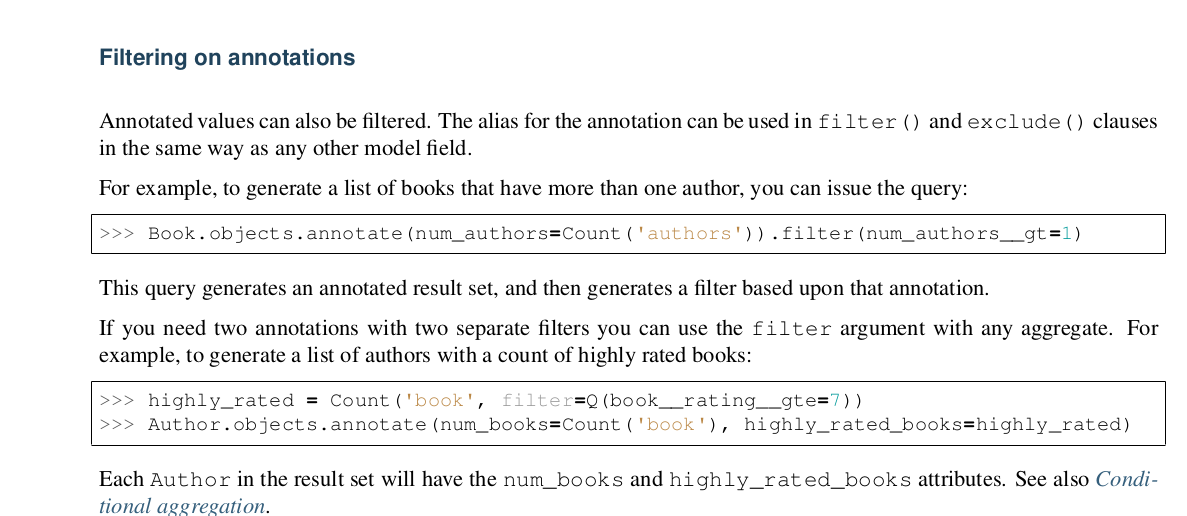 Filtering on annotations
Annotated values can also be filtered. The alias for the annotation can be used in filter() and exclude() clauses
in the same way as any other model field.
For example, to generate a list of books that have more than one author, you can issue the query:
>>> Book.objects.annotate(num_authors=Count('authors')).filter(num_authors__gt=1)
This query generates an annotated result set, and then generates a filter based upon that annotation.
If you need two annotations with two separate filters you can use the filter argument with any aggregate. For
example, to generate a list of authors with a count of highly rated books:
>>> highly_rated = Count('book', filter=Q(book__rating__gte=7))
>>> Author.objects.annotate(num_books=Count('book'), highly_rated_books=highly_rated)
Each Author in the result set will have the num_books and highly_rated_books attributes. See also Condi-
tional aggregation.